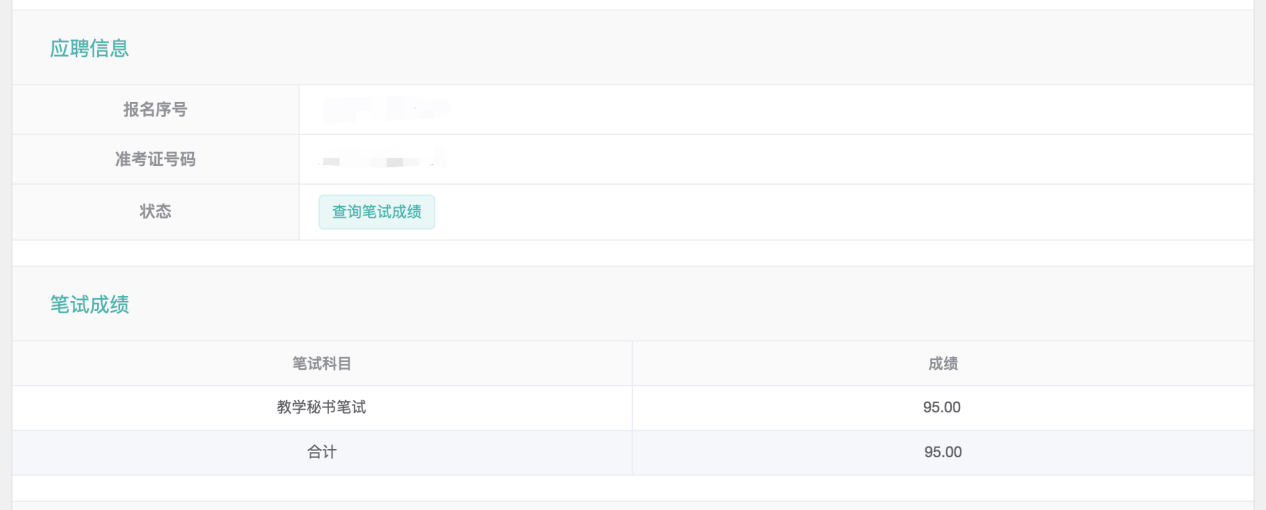 应聘信息
报名序号
准考证号码
状态 查询笔试成绩
笔试成绩
笔试科目 成绩
教学秘书笔试 95.00
合计 95.00